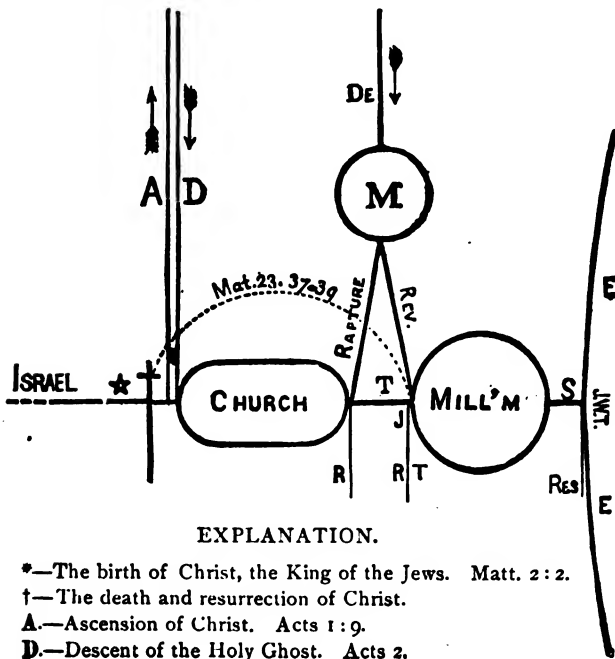 DE
M
A D
Mat. 23. 37-39
RAPTURE
REV.
ISRAEL
CHURCH
T
J
MILL'M
S
E
J.W.T.
E
R
R T
RES
EXPLANATION.
*—The birth of Christ, the King of the Jews. Matt. 2 : 2.
†—The death and resurrection of Christ.
A.—Ascension of Christ. Acts 1 : 9.
D.—Descent of the Holy Ghost. Acts 2.